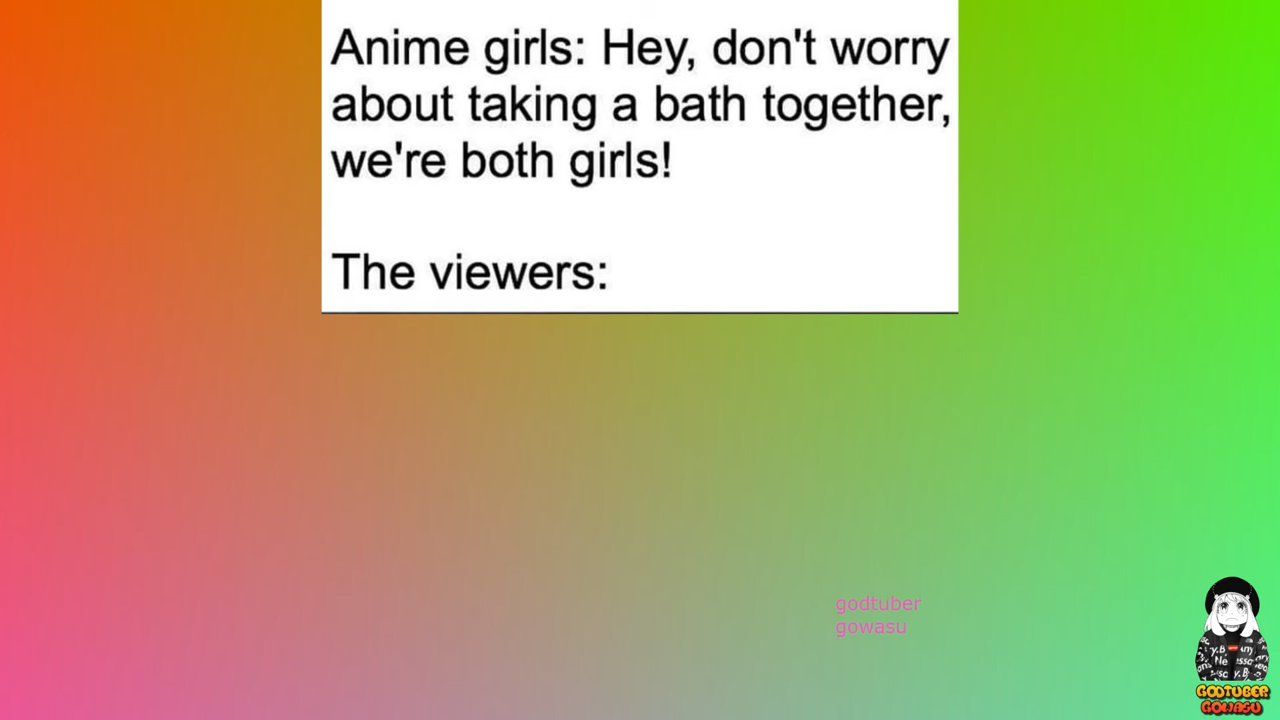 Anime girls: Hey, don't worry
about taking a bath together,
we're both girls!
The viewers:
godtuber
gowasu
GODTUBER
GOWASU